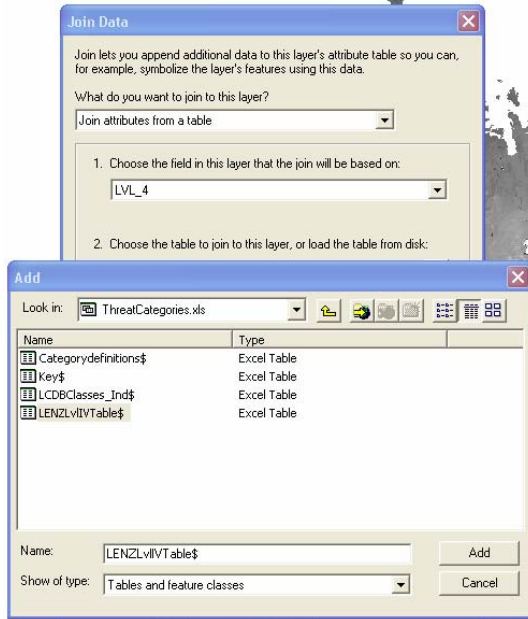 Join Data
Join lets you append additional data to this layer's attribute table so you can,
for example, symbolize the layer's features using this data.
What do you want to join to this layer?
Join attributes from a table
1. Choose the field in this layer that the join will be based on:
LVL_4
2. Choose the table to join to this layer, or load the table from disk:
Add
Look in: ThreatCategories.xls
Name Type
Categorydefinitions$ Excel Table
Key$ Excel Table
LCDBClasses_Ind$ Excel Table
LENZLvlIVTable$ Excel Table
Name: LENZLvlIVTable$ Add
Show of type: Tables and feature classes Cancel